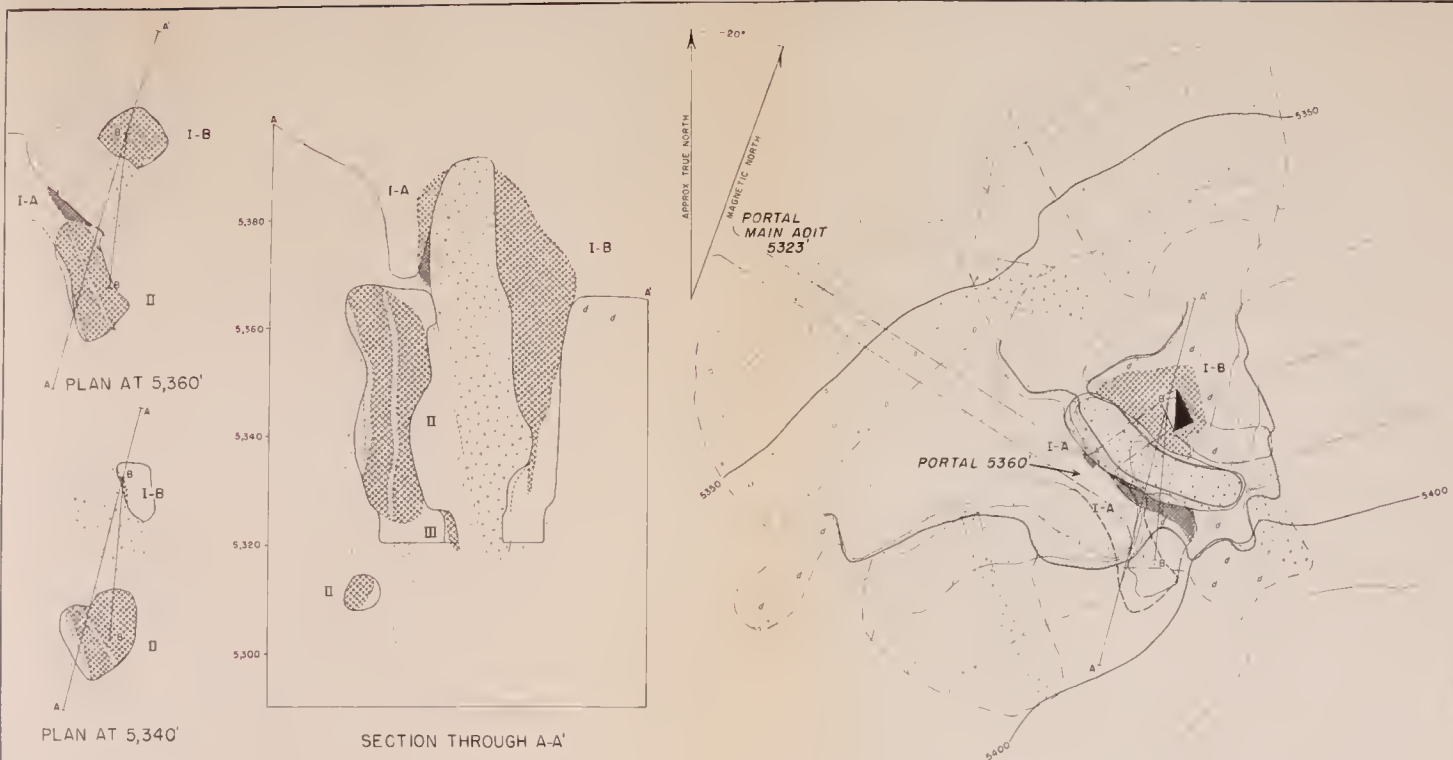 A'
B
I-B
I-A
B
II
A
PLAN AT 5,360'
A
B
I-B
B
II
A
PLAN AT 5,340'
A
A'
I-A
I-B
d
d
II
III
II
5,380
5,360
5,340
5,320
5,300
SECTION THROUGH A-A'
-20°
APPROX TRUE NORTH
MAGNETIC NORTH
PORTAL
MAIN ADIT
5323'
5350
5350
A'
d
I-B
d
B
d
I-A
PORTAL 5360'
I-A
d
d
B
d
d
d
d
d
d
A
5400
5400